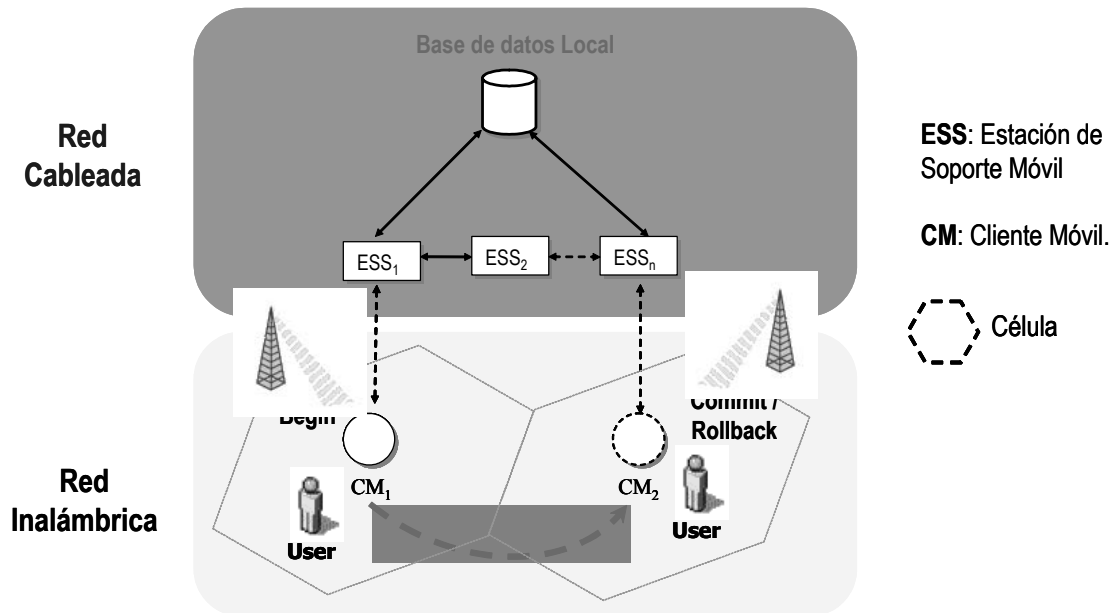 Base de datos Local
Red
Cableada
ESS: Estación de
Soporte Móvil
CM: Cliente Móvil.
Célula
ESS₁
ESS₂
ESSₙ
Begin
Commit /
Rollback
CM₁
CM₂
User
User
Red
Inalámbrica